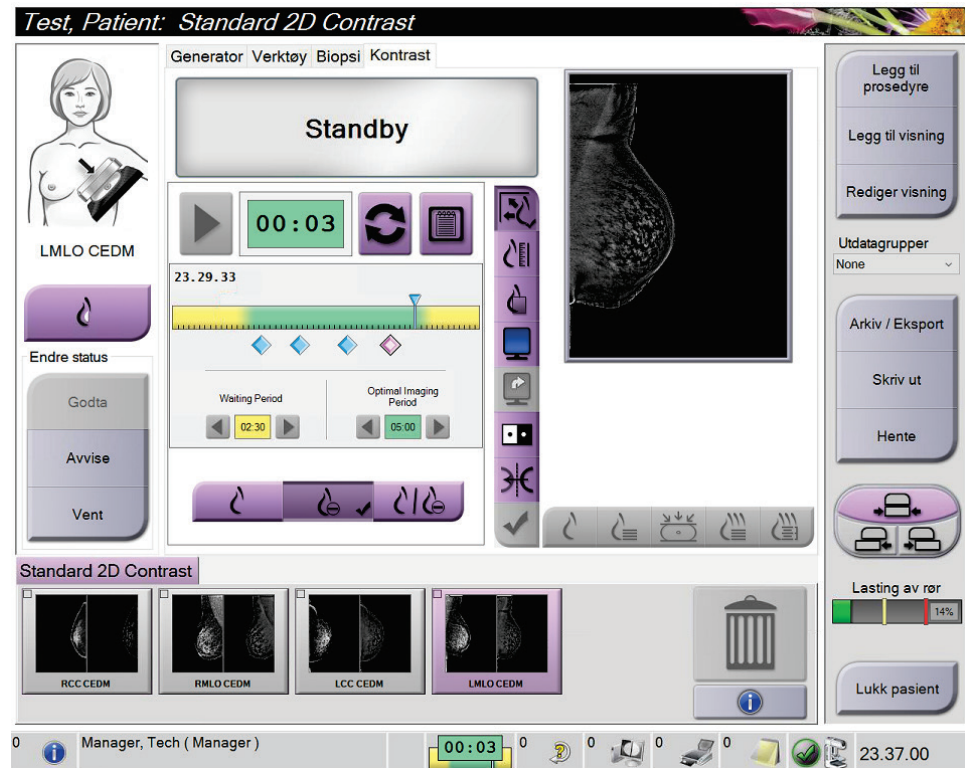 Test, Patient: Standard 2D Contrast
Generator Verktøy Biopsi Kontrast
Standby
00:03
23.29.33
Waiting Period
Optimal Imaging
Period
02:30
05:00
LMLO CEDM
Endre status
Godta
Avvise
Vent
Legg til
prosedyre
Legg til visning
Rediger visning
Utdatagrupper
None
Arkiv / Eksport
Skriv ut
Hente
Lasting av rør
14%
Lukk pasient
Standard 2D Contrast
RCC CEDM
RMLO CEDM
LCC CEDM
LMLO CEDM
0
Manager, Tech ( Manager )
00:03
0
0
0
0
23.37.00